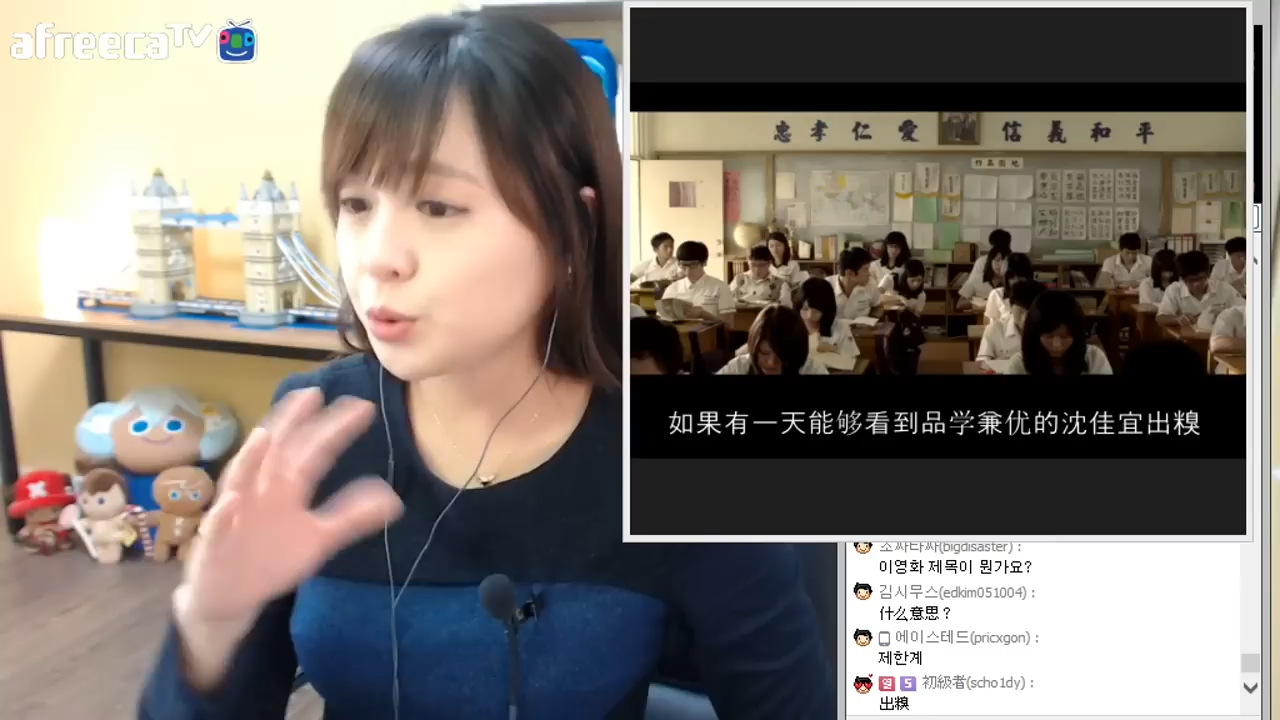 afreecaTV
忠孝仁愛 信義和平
如果有一天能够看到品学兼优的沈佳宜出糗
(bigdisaster) :
이영화 제목이 뭔가요?
김시무스(edkim051004) :
什么意思？
에이스테드(pricxgon) :
제한계
열 5 初級者(scho1dy) :
出糗